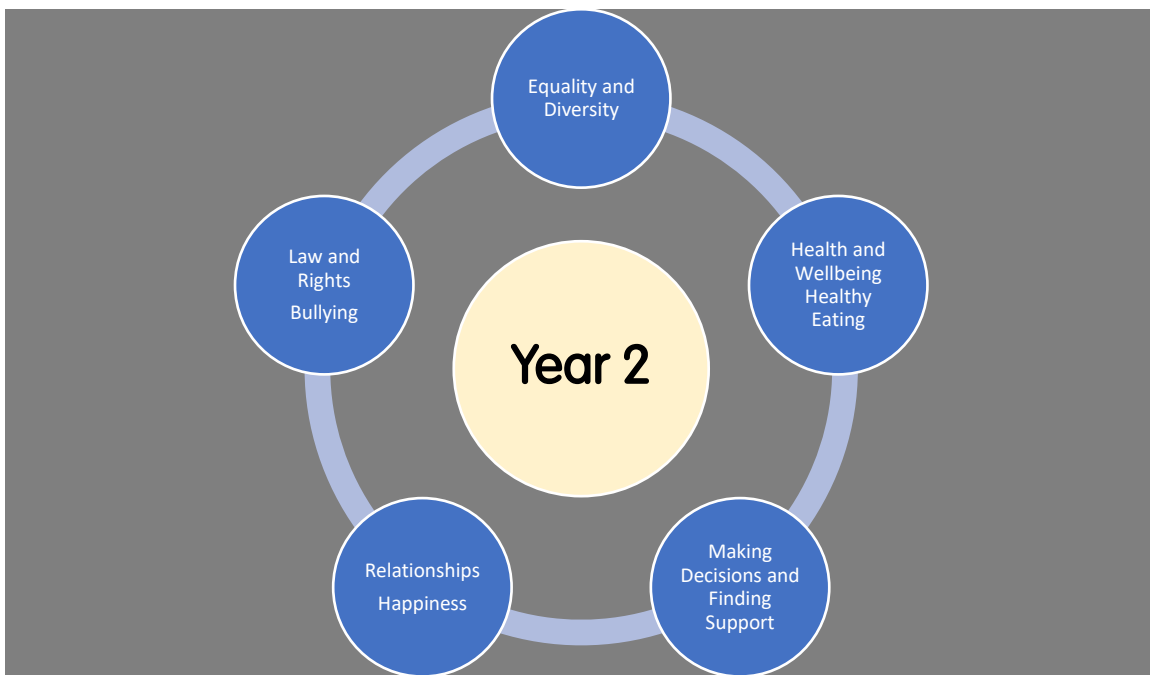 Equality and
Diversity
Health and
Wellbeing
Healthy
Eating
Making
Decisions and
Finding
Support
Relationships
Happiness
Law and
Rights
Bullying
Year 2